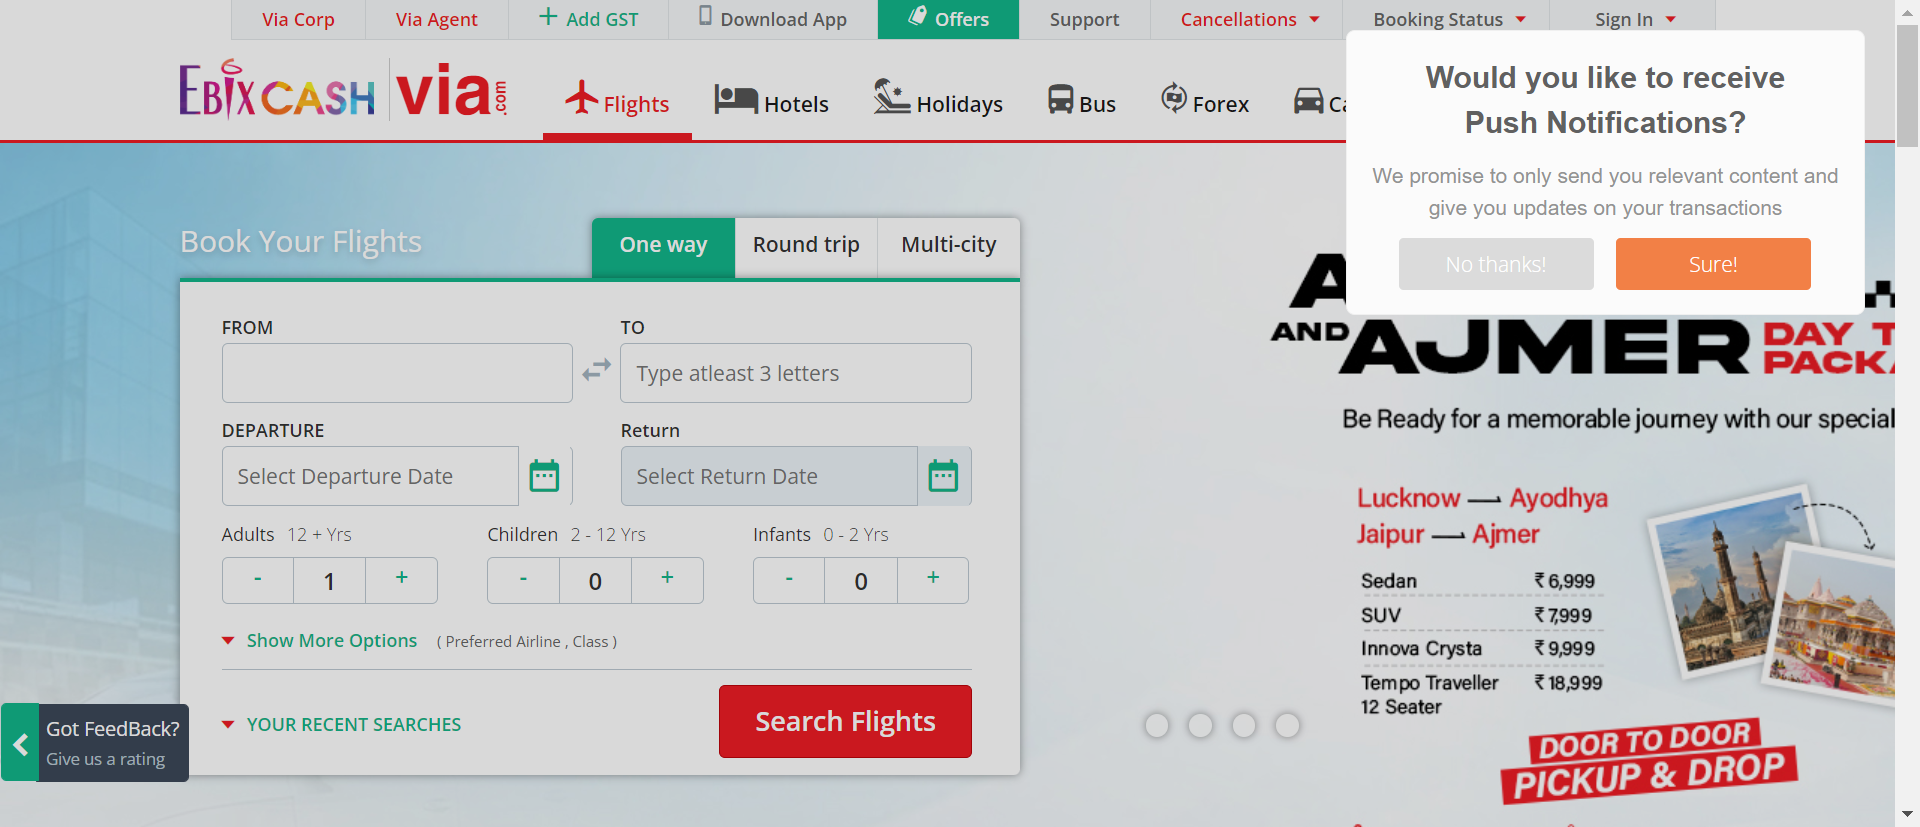 Via Corp
Via Agent
Add GST
Download App
Offers
Support
Cancellations
Booking Status
Sign In
EBIXCASH
via.com
Flights
Hotels
Holidays
Bus
Forex
Would you like to receive
Push Notifications?
We promise to only send you relevant content and
give you updates on your transactions
No thanks!
Sure!
Book Your Flights
One way
Round trip
Multi-city
FROM
TO
Type atleast 3 letters
DEPARTURE
Return
Select Departure Date
Select Return Date
Adults 12 + Yrs
Children 2 - 12 Yrs
Infants 0 - 2 Yrs
- 1 +
- 0 +
- 0 +
Show More Options ( Preferred Airline , Class )
YOUR RECENT SEARCHES
Search Flights
Got FeedBack?
Give us a rating
AND AJMER DAY
Be Ready for a memorable journey with our special
Lucknow Ayodhya
Jaipur Ajmer
Sedan ₹6,999
SUV ₹7,999
Innova Crysta ₹9,999
Tempo Traveller ₹18,999
12 Seater
DOOR TO DOOR
PICKUP & DROP